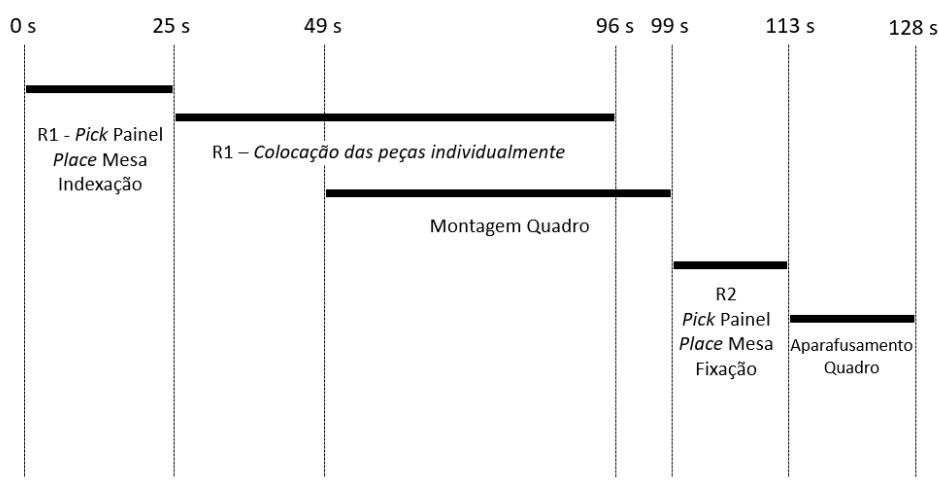 0 s 25 s 49 s 96 s 99 s 113 s 128 s
R1 - Pick Painel
Place Mesa
Indexação
R1 – Colocação das peças individualmente
Montagem Quadro
R2
Pick Painel
Place Mesa
Fixação
Aparafusamento
Quadro